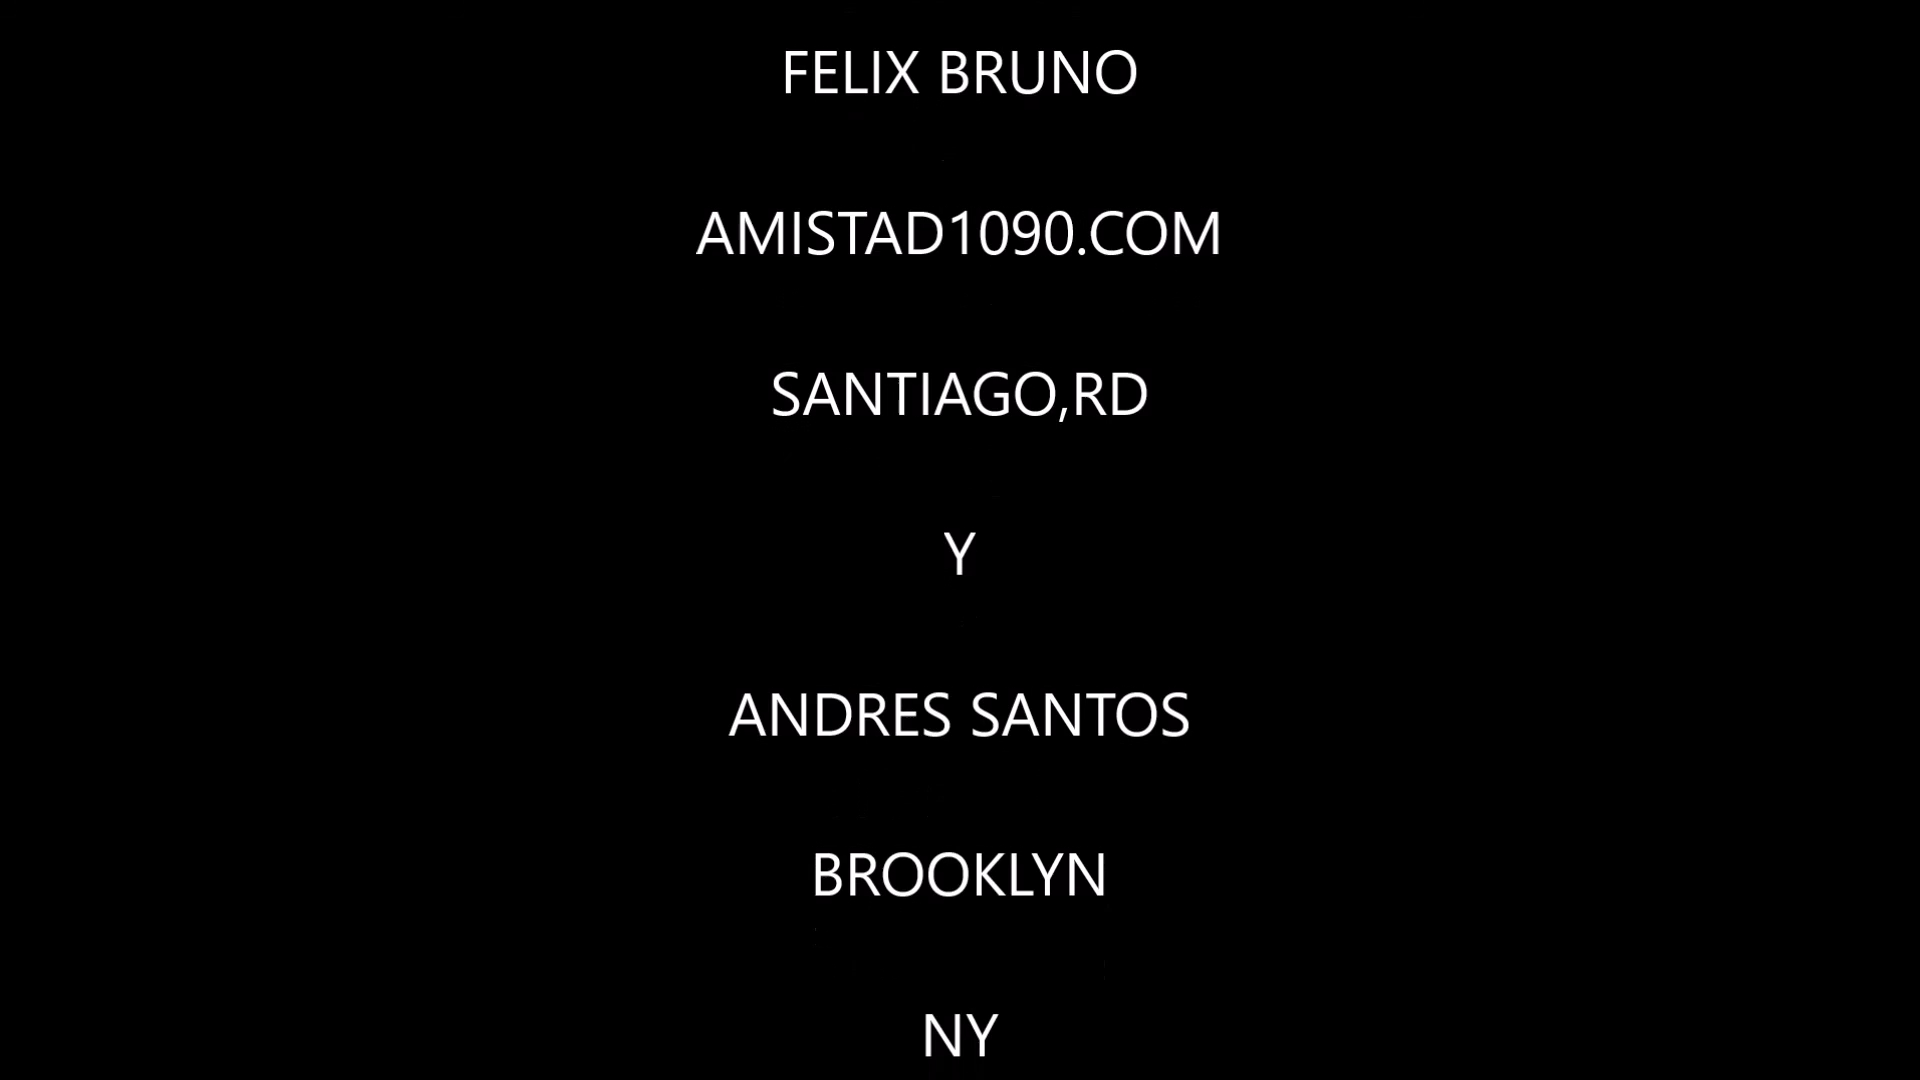 FELIX BRUNO
AMISTAD1090.COM
SANTIAGO,RD
Y
ANDRES SANTOS
BROOKLYN
NY